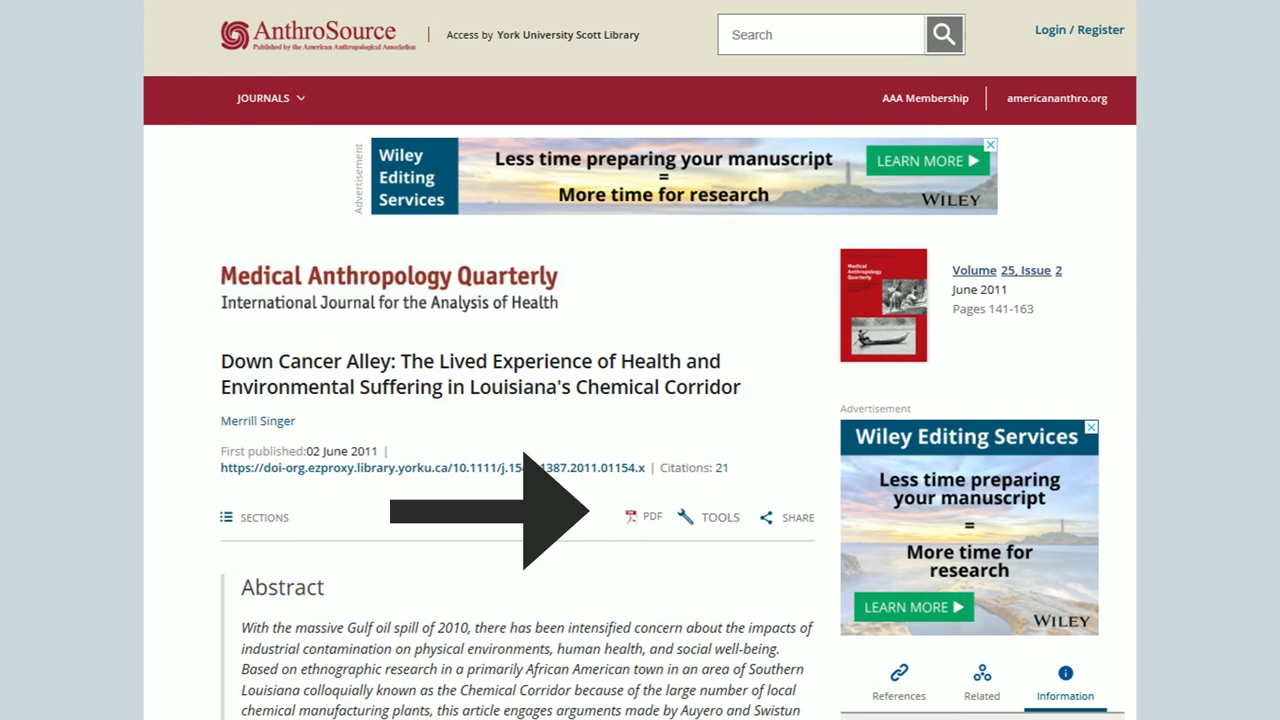 AnthroSource
Published by the American Anthropological Association
Access by York University Scott Library
Search
Login / Register
JOURNALS
AAA Membership
americananthro.org
Advertisement
Wiley
Editing
Services
Less time preparing your manuscript
=
More time for research
LEARN MORE
WILEY
Medical Anthropology Quarterly
International Journal for the Analysis of Health
Medical
Anthropology
Quarterly
Volume 25, Issue 2
June 2011
Pages 141-163
Down Cancer Alley: The Lived Experience of Health and
Environmental Suffering in Louisiana's Chemical Corridor
Merrill Singer
First published:02 June 2011 |
https://doi-org.ezproxy.library.yorku.ca/10.1111/j.15 1387.2011.01154.x | Citations: 21
SECTIONS
PDF
TOOLS
SHARE
Abstract
With the massive Gulf oil spill of 2010, there has been intensified concern about the impacts of
industrial contamination on physical environments, human health, and social well-being.
Based on ethnographic research in a primarily African American town in an area of Southern
Louisiana colloquially known as the Chemical Corridor because of the large number of local
chemical manufacturing plants, this article engages arguments made by Auyero and Swistun
Advertisement
Wiley Editing Services
Less time preparing
your manuscript
=
More time for
research
LEARN MORE
WILEY
References
Related
Information